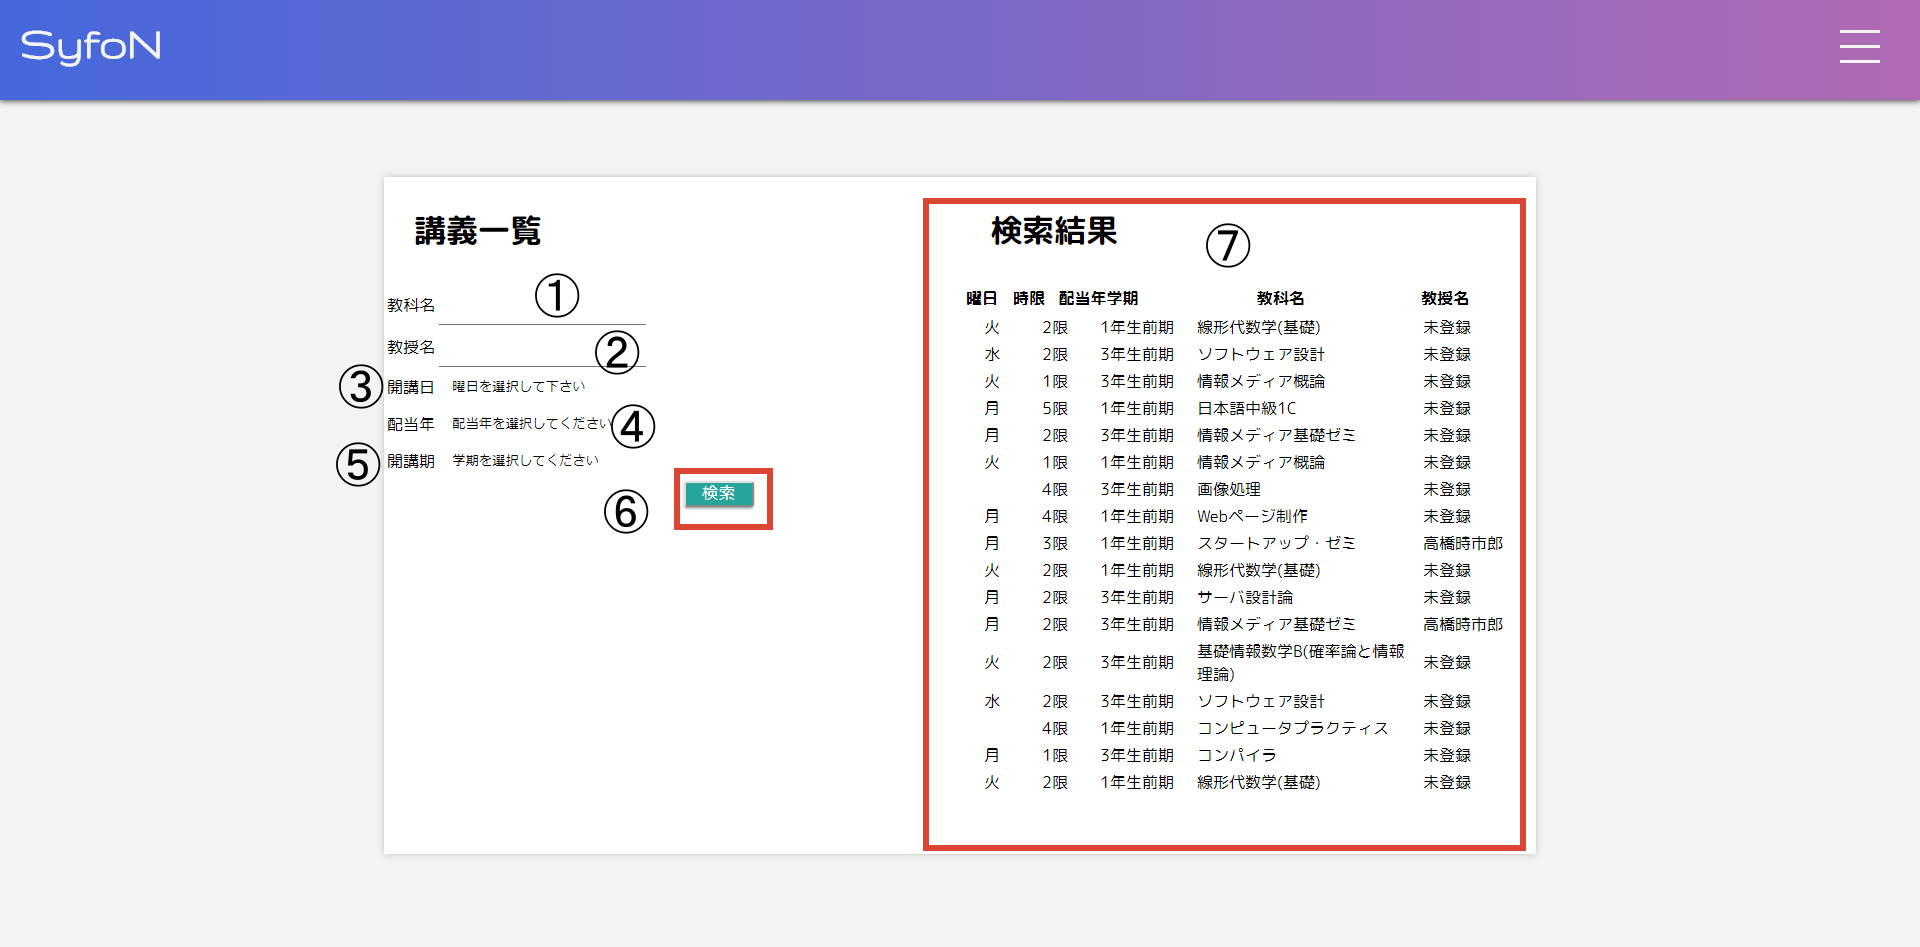 SyfoN
講義一覧
教科名 ①
教授名 ②
③ 開講日 曜日を選択して下さい
配当年 配当年を選択してください ④
⑤ 開講期 学期を選択してください
⑥ 検索
検索結果 ⑦
曜日 時限 配当年学期 教科名 教授名
火 2限 1年生前期 線形代数学(基礎) 未登録
水 2限 3年生前期 ソフトウェア設計 未登録
火 1限 3年生前期 情報メディア概論 未登録
月 5限 1年生前期 日本語中級1C 未登録
月 2限 3年生前期 情報メディア基礎ゼミ 未登録
火 1限 1年生前期 情報メディア概論 未登録
4限 3年生前期 画像処理 未登録
月 4限 1年生前期 Webページ制作 未登録
月 3限 1年生前期 スタートアップ・ゼミ 高橋時市郎
火 2限 1年生前期 線形代数学(基礎) 未登録
月 2限 3年生前期 サーバ設計論 未登録
月 2限 3年生前期 情報メディア基礎ゼミ 高橋時市郎
火 2限 3年生前期 基礎情報数学B(確率論と情報
理論) 未登録
水 2限 3年生前期 ソフトウェア設計 未登録
4限 1年生前期 コンピュータプラクティス 未登録
月 1限 3年生前期 コンパイラ 未登録
火 2限 1年生前期 線形代数学(基礎) 未登録